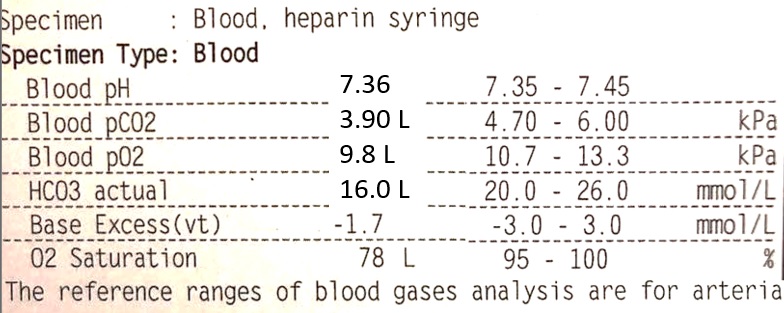 Specimen : Blood, heparin syringe
Specimen Type: Blood
Blood pH 7.36 7.35 - 7.45
Blood pCO2 3.90 L 4.70 - 6.00 kPa
Blood pO2 9.8 L 10.7 - 13.3 kPa
HCO3 actual 16.0 L 20.0 - 26.0 mmol/L
Base Excess(vt) -1.7 -3.0 - 3.0 mmol/L
O2 Saturation 78 L 95 - 100 %
The reference ranges of blood gases analysis are for arteria